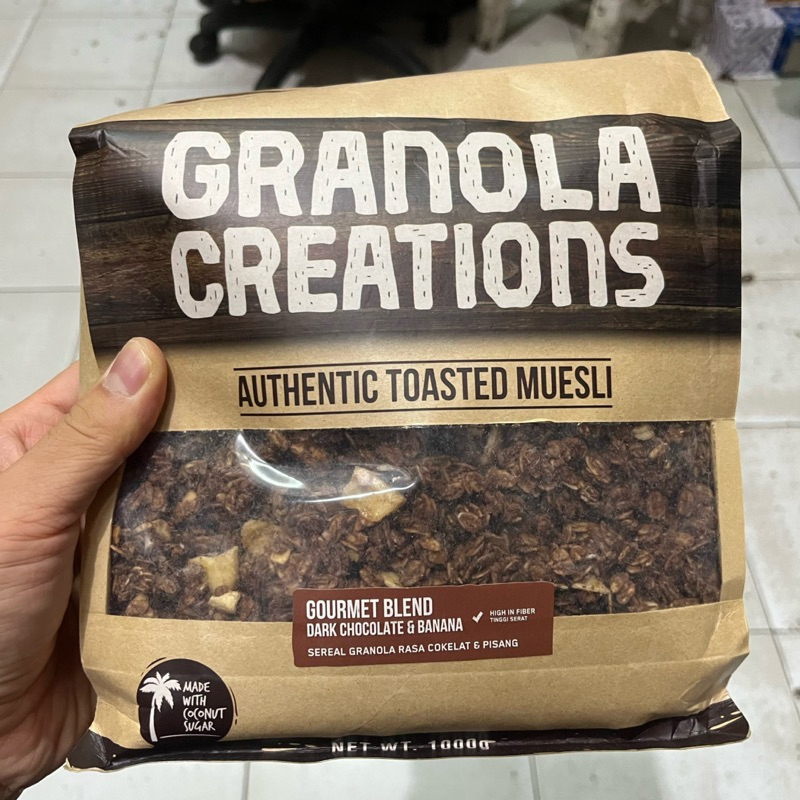 GRANOLA
CREATIONS
AUTHENTIC TOASTED MUESLI
GOURMET BLEND
DARK CHOCOLATE & BANANA
HIGH IN FIBER
TINGGI SERAT
SEREAL GRANOLA RASA COKELAT & PISANG
MADE
WITH
COCONUT
SUGAR
NET WT. 1000g